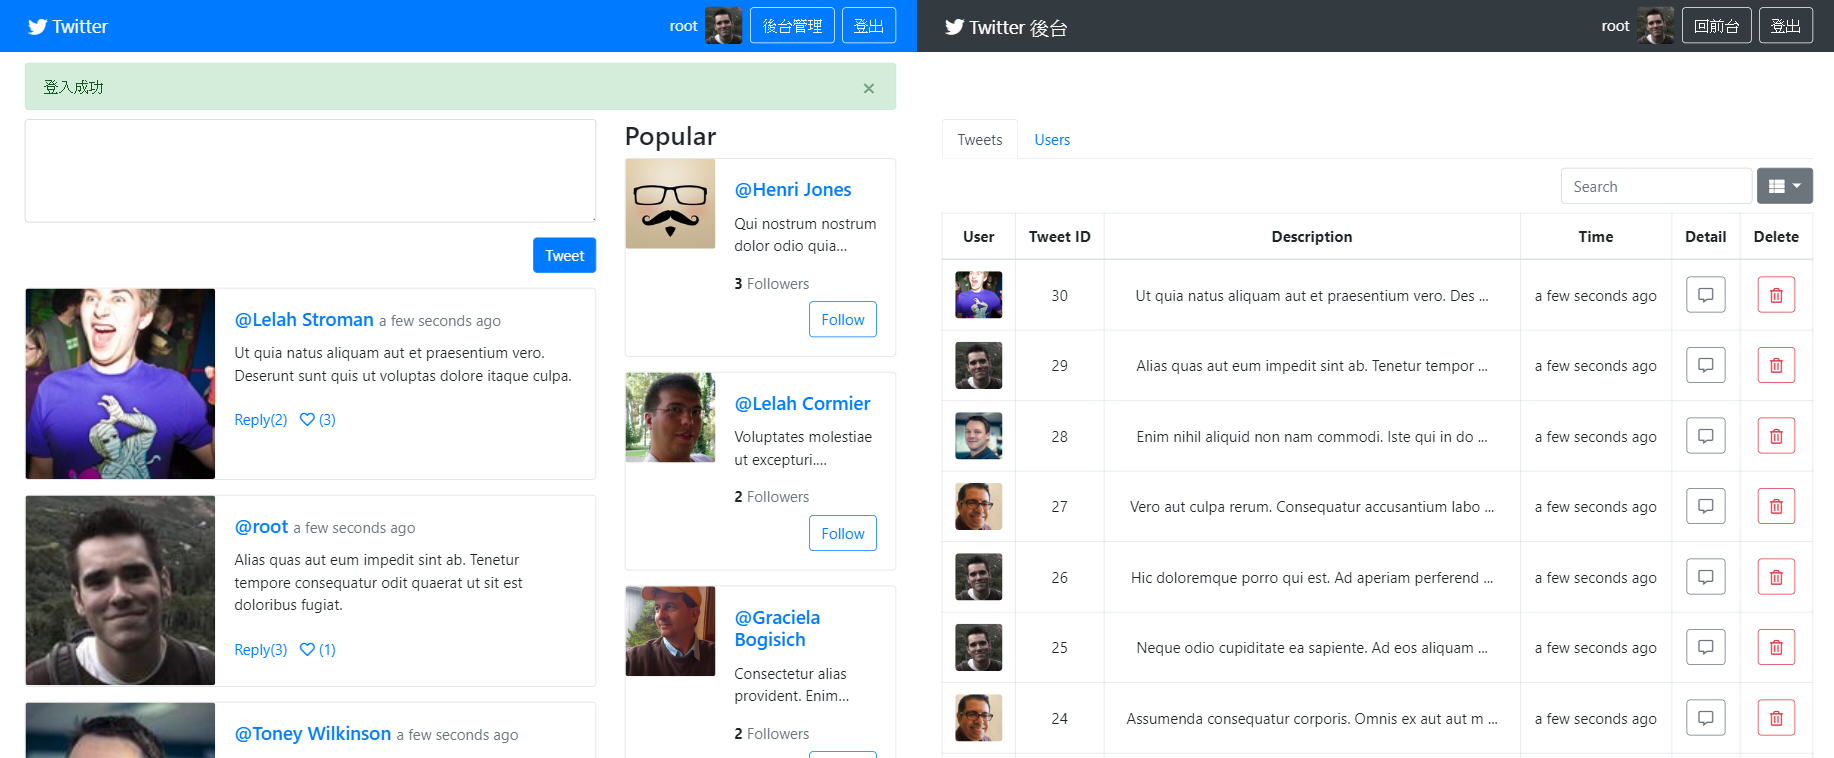 Twitter
root
後台管理
登出
登入成功
×
Tweet
@Lelah Stroman a few seconds ago
Ut quia natus aliquam aut et praesentium vero.
Deserunt sunt quis ut voluptas dolore itaque culpa.
Reply(2) (3)
@root a few seconds ago
Alias quas aut eum impedit sint ab. Tenetur
tempore consequatur odit quaerat ut sit est
doloribus fugiat.
Reply(3) (1)
@Toney Wilkinson a few seconds ago
Popular
@Henri Jones
Qui nostrum nostrum
dolor odio quia...
3 Followers
Follow
@Lelah Cormier
Voluptates molestiae
ut excepturi....
2 Followers
Follow
@Graciela
Bogisich
Consectetur alias
provident. Enim...
2 Followers
Twitter 後台
root
回前台
登出
Tweets Users
Search
User Tweet ID Description Time Detail Delete
30 Ut quia natus aliquam aut et praesentium vero. Des ... a few seconds ago
29 Alias quas aut eum impedit sint ab. Tenetur tempor ... a few seconds ago
28 Enim nihil aliquid non nam commodi. Iste qui in do ... a few seconds ago
27 Vero aut culpa rerum. Consequatur accusantium labo ... a few seconds ago
26 Hic doloremque porro qui est. Ad aperiam perferend ... a few seconds ago
25 Neque odio cupiditate ea sapiente. Ad eos aliquam ... a few seconds ago
24 Assumenda consequatur corporis. Omnis ex aut aut m ... a few seconds ago